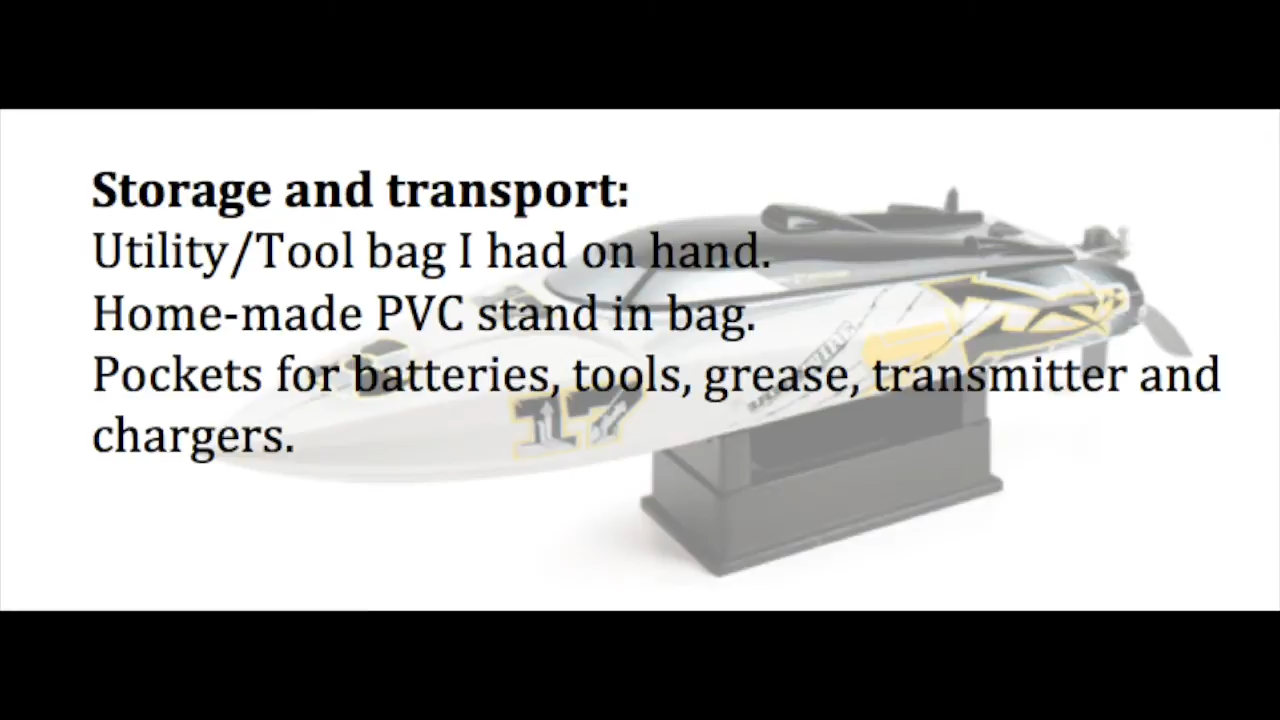 Storage and transport:
Utility/Tool bag I had on hand.
Home-made PVC stand in bag.
Pockets for batteries, tools, grease, transmitter and
chargers.
17